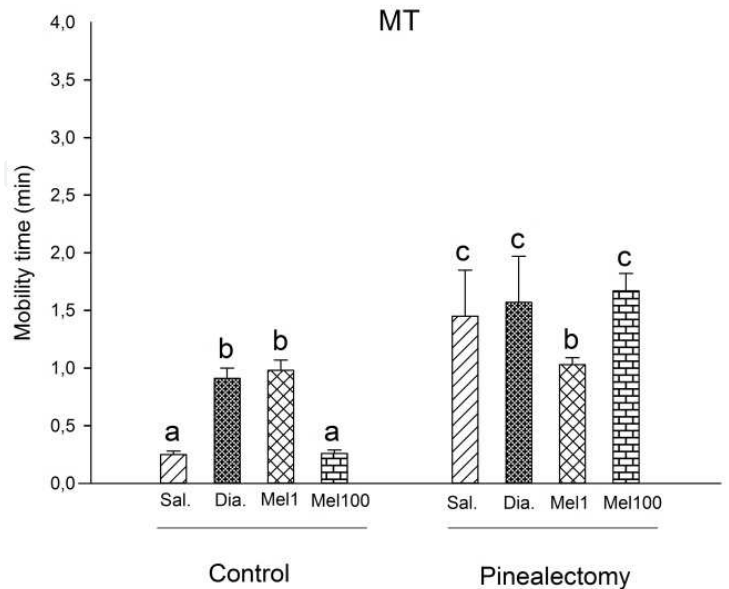 MT
4,0
3,5
3,0
2,5
2,0
1,5
1,0
0,5
0,0
Mobility time (min)
a b b a c c b c
Sal. Dia. Mel1 Mel100 Sal. Dia. Mel1 Mel100
Control Pinealectomy